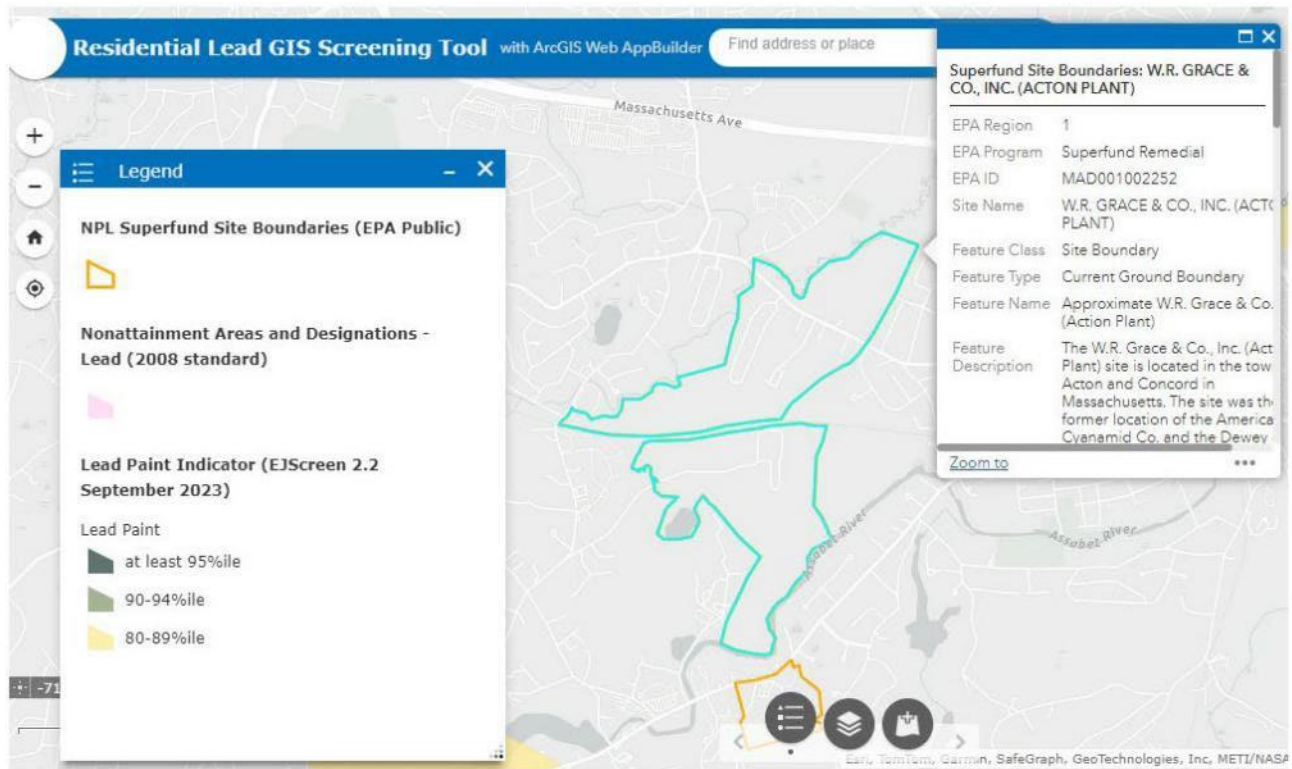 Residential Lead GIS Screening Tool with ArcGIS Web AppBuilder
Find address or place
Massachusetts Ave
+
−
Legend
NPL Superfund Site Boundaries (EPA Public)
Nonattainment Areas and Designations -
Lead (2008 standard)
Lead Paint Indicator (EJScreen 2.2
September 2023)
Lead Paint
at least 95%ile
90-94%ile
80-89%ile
-71
Superfund Site Boundaries: W.R. GRACE &
CO., INC. (ACTON PLANT)
EPA Region 1
EPA Program Superfund Remedial
EPA ID MAD001002252
Site Name W.R. GRACE & CO., INC. (ACTO
PLANT)
Feature Class Site Boundary
Feature Type Current Ground Boundary
Feature Name Approximate W.R. Grace & Co.
(Action Plant)
Feature Description The W.R. Grace & Co., Inc. (Act
Plant) site is located in the tow
Acton and Concord in
Massachusetts. The site was the
former location of the America
Cyanamid Co. and the Dewey
Zoom to
Assabet River
Assabet River
Esri, TomTom, Garmin, SafeGraph, GeoTechnologies, Inc, METI/NASA